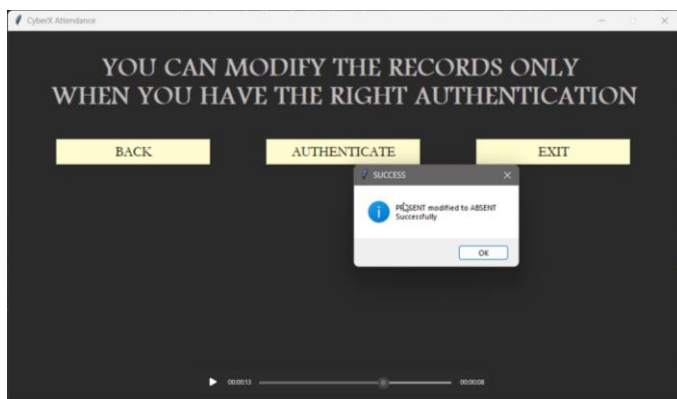 CyberX Attendance
YOU CAN MODIFY THE RECORDS ONLY
WHEN YOU HAVE THE RIGHT AUTHENTICATION
BACK
AUTHENTICATE
EXIT
SUCCESS
PRESENT modified to ABSENT
Successfully
OK
00:00:13
00:00:08